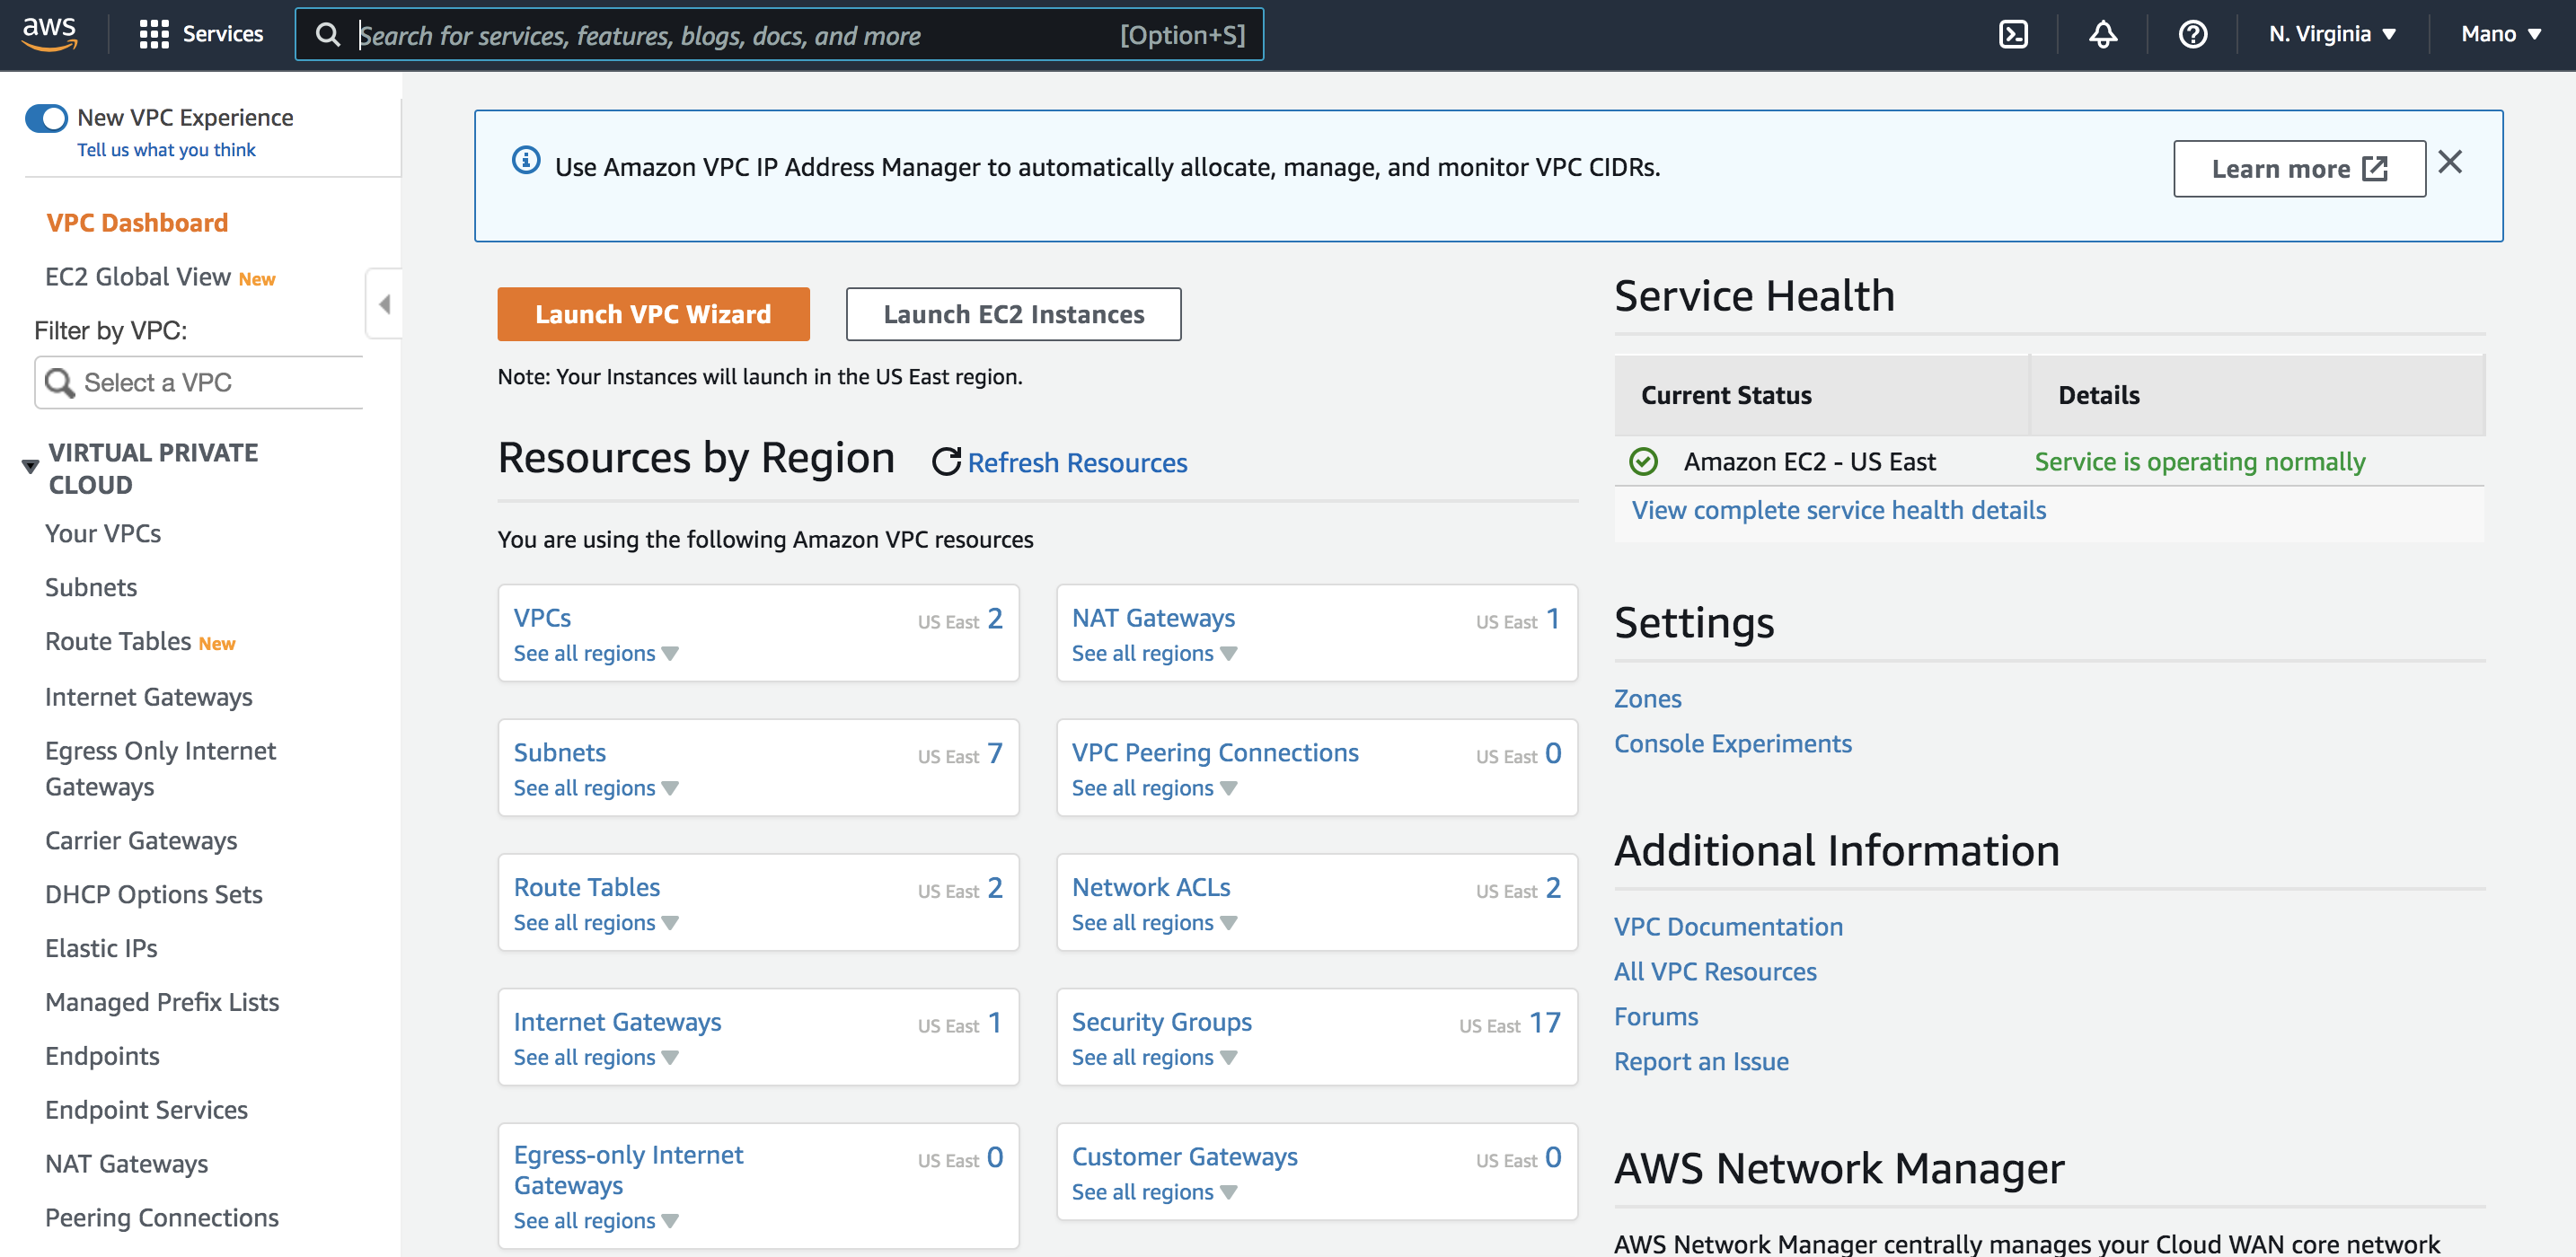 aws
Services
Search for services, features, blogs, docs, and more
[Option+S]
N. Virginia ▼
Mano ▼
New VPC Experience
Tell us what you think
VPC Dashboard
EC2 Global View New
Filter by VPC:
Select a VPC
VIRTUAL PRIVATE
CLOUD
Your VPCs
Subnets
Route Tables New
Internet Gateways
Egress Only Internet
Gateways
Carrier Gateways
DHCP Options Sets
Elastic IPs
Managed Prefix Lists
Endpoints
Endpoint Services
NAT Gateways
Peering Connections
Use Amazon VPC IP Address Manager to automatically allocate, manage, and monitor VPC CIDRs.
Learn more
Launch VPC Wizard
Launch EC2 Instances
Note: Your Instances will launch in the US East region.
Resources by Region
Refresh Resources
You are using the following Amazon VPC resources
VPCs
US East 2
See all regions
NAT Gateways
US East 1
See all regions
Subnets
US East 7
See all regions
VPC Peering Connections
US East 0
See all regions
Route Tables
US East 2
See all regions
Network ACLs
US East 2
See all regions
Internet Gateways
US East 1
See all regions
Security Groups
US East 17
See all regions
Egress-only Internet
Gateways
US East 0
See all regions
Customer Gateways
US East 0
See all regions
Service Health
Current Status
Details
Amazon EC2 - US East
Service is operating normally
View complete service health details
Settings
Zones
Console Experiments
Additional Information
VPC Documentation
All VPC Resources
Forums
Report an Issue
AWS Network Manager
AWS Network Manager centrally manages your Cloud WAN core network